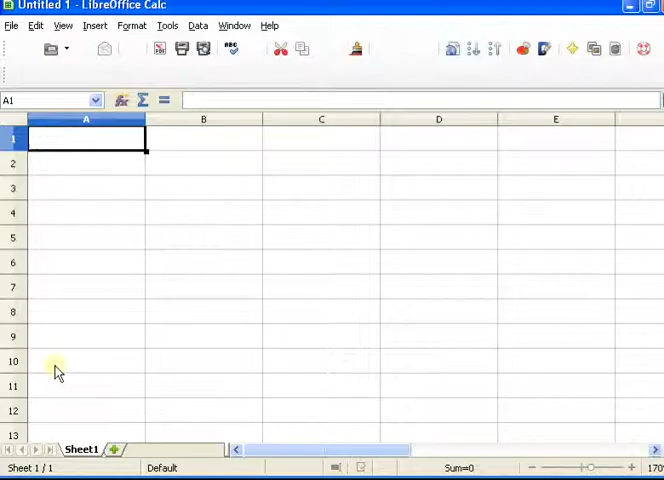 Untitled 1 - LibreOffice Calc
File Edit View Insert Format Tools Data Window Help
ABC
A1
A B C D E
1
2
3
4
5
6
7
8
9
10
11
12
13
Sheet1
Sheet 1 / 1 Default Sum=0 170